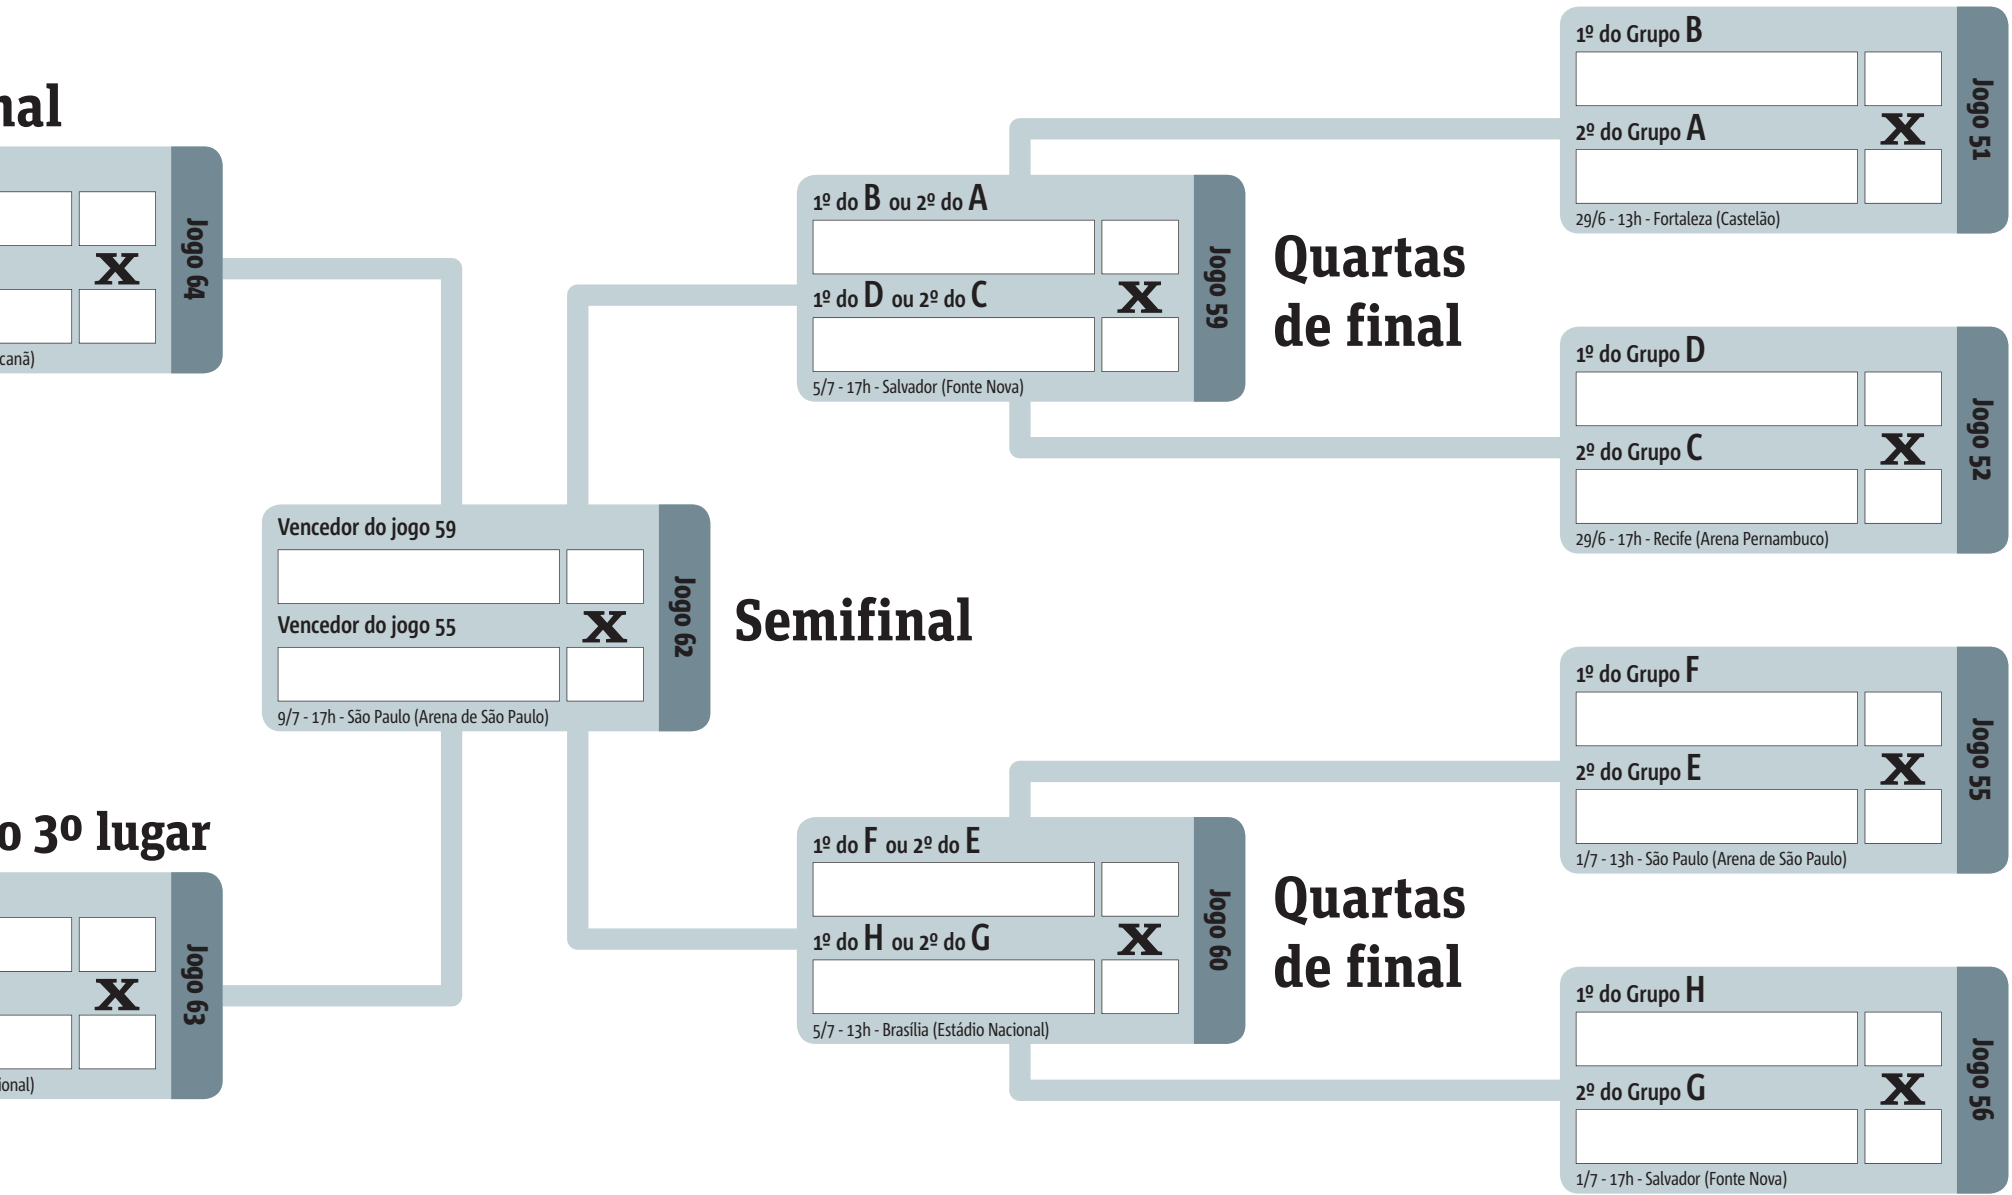 nal
X
Jogo 64
canã)
o 3º lugar
X
Jogo 63
ional)
Vencedor do jogo 59
Vencedor do jogo 55
X
9/7 - 17h - São Paulo (Arena de São Paulo)
Jogo 62
Semifinal
1º do B ou 2º do A
1º do D ou 2º do C
X
5/7 - 17h - Salvador (Fonte Nova)
Jogo 59
Quartas
de final
1º do F ou 2º do E
1º do H ou 2º do G
X
5/7 - 13h - Brasília (Estádio Nacional)
Jogo 60
Quartas
de final
1º do Grupo B
2º do Grupo A
X
29/6 - 13h - Fortaleza (Castelão)
Jogo 51
1º do Grupo D
2º do Grupo C
X
29/6 - 17h - Recife (Arena Pernambuco)
Jogo 52
1º do Grupo F
2º do Grupo E
X
1/7 - 13h - São Paulo (Arena de São Paulo)
Jogo 55
1º do Grupo H
2º do Grupo G
X
1/7 - 17h - Salvador (Fonte Nova)
Jogo 56